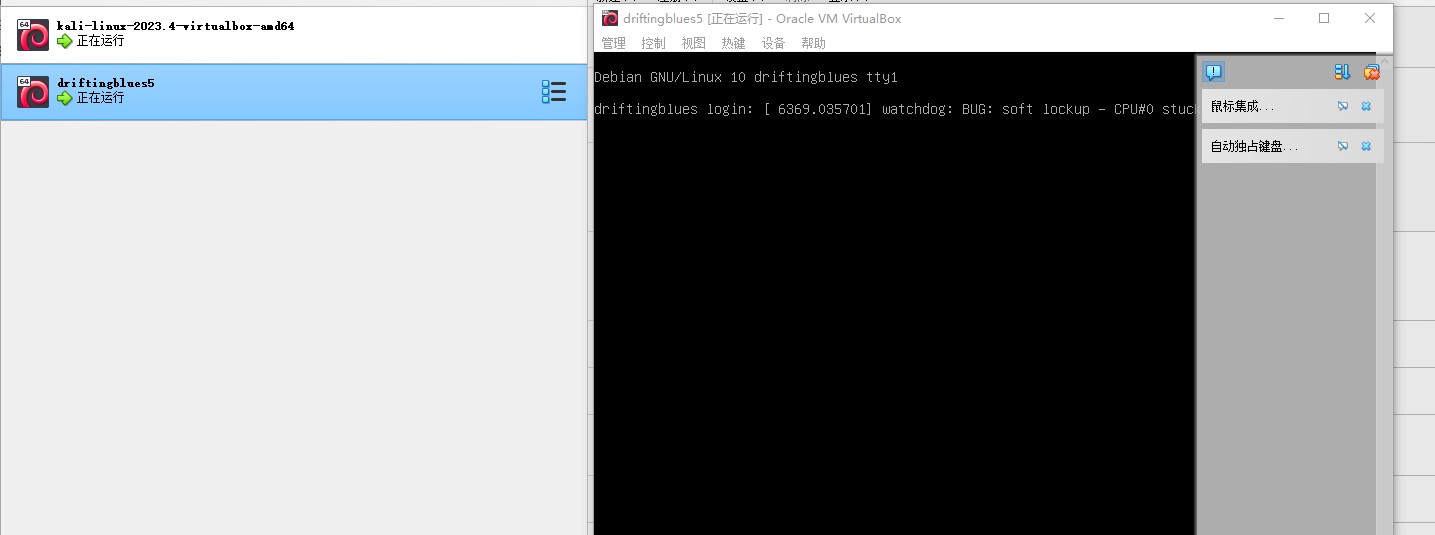 64
kali-linux-2023.4-virtualbox-amd64
正在运行
64
driftingblues5
正在运行
driftingblues5 [正在运行] - Oracle VM VirtualBox
管理 控制 视图 热键 设备 帮助
Debian GNU/Linux 10 driftingblues tty1
driftingblues login: [ 6369.035701] watchdog: BUG: soft lockup - CPU#0 stuck
鼠标集成...
自动独占键盘...